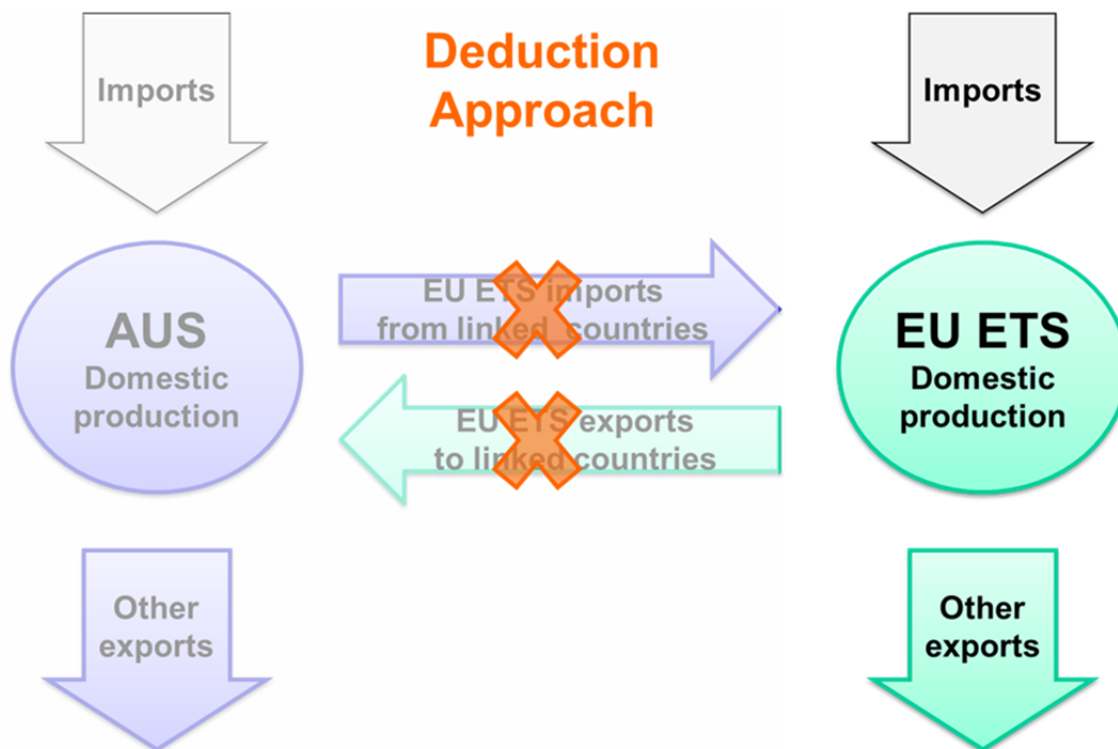 Deduction
Approach
Imports
Imports
EU ETS imports
from linked countries
AUS
Domestic
production
EU ETS
Domestic
production
EU ETS exports
to linked countries
Other
exports
Other
exports